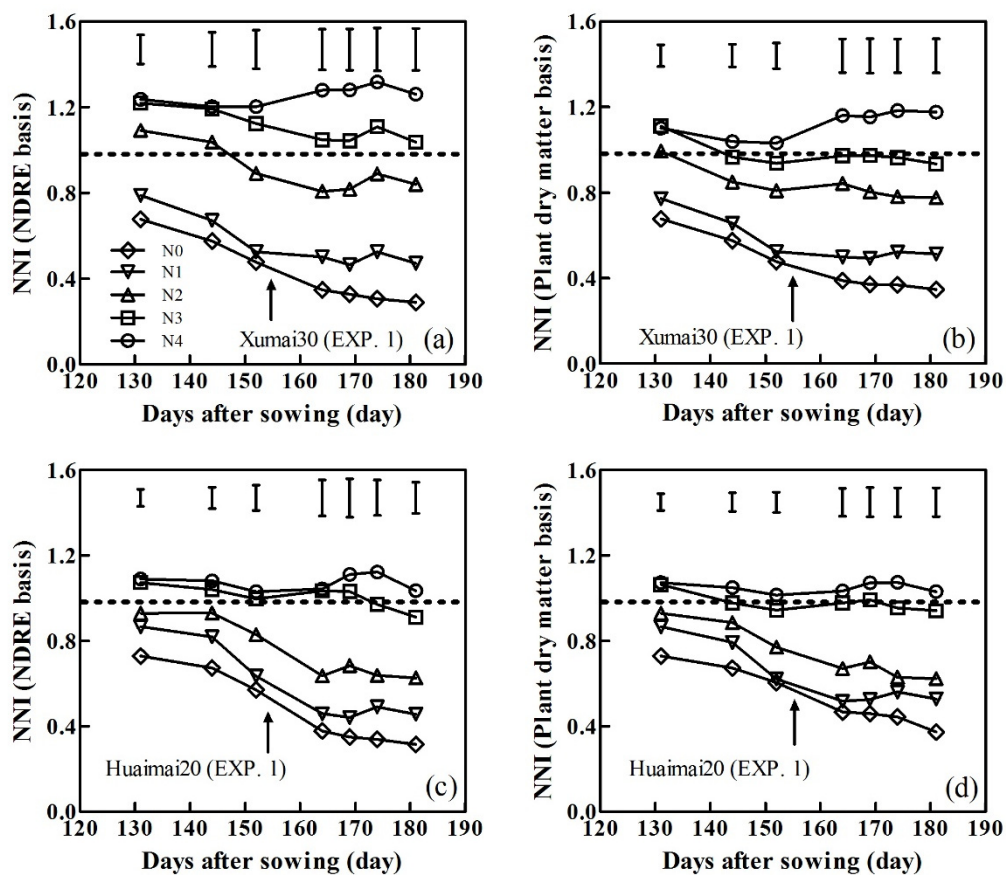 1.6
1.2
0.8
0.4
0.0
NNI (NDRE basis)
N0
N1
N2
N3
N4
Xumai30 (EXP. 1)
(a)
120 130 140 150 160 170 180 190
Days after sowing (day)
1.6
1.2
0.8
0.4
0.0
NNI (Plant dry matter basis)
Xumai30 (EXP. 1)
(b)
120 130 140 150 160 170 180 190
Days after sowing (day)
1.6
1.2
0.8
0.4
0.0
NNI (NDRE basis)
Huaimai20 (EXP. 1)
(c)
120 130 140 150 160 170 180 190
Days after sowing (day)
1.6
1.2
0.8
0.4
0.0
NNI (Plant dry matter basis)
Huaimai20 (EXP. 1)
(d)
120 130 140 150 160 170 180 190
Days after sowing (day)